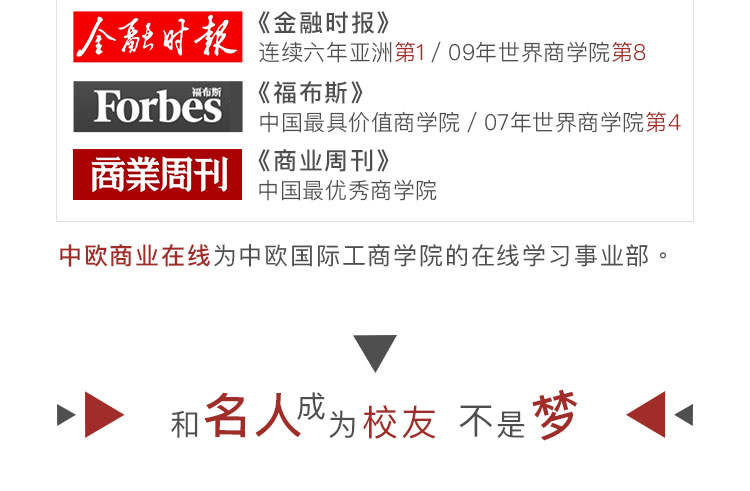 金融时报 《金融时报》
连续六年亚洲第1 / 09年世界商学院第8
福布斯 Forbes 《福布斯》
中国最具价值商学院 / 07年世界商学院第4
商業周刊 《商业周刊》
中国最优秀商学院
中欧商业在线为中欧国际工商学院的在线学习事业部。
和名人成为校友 不是梦